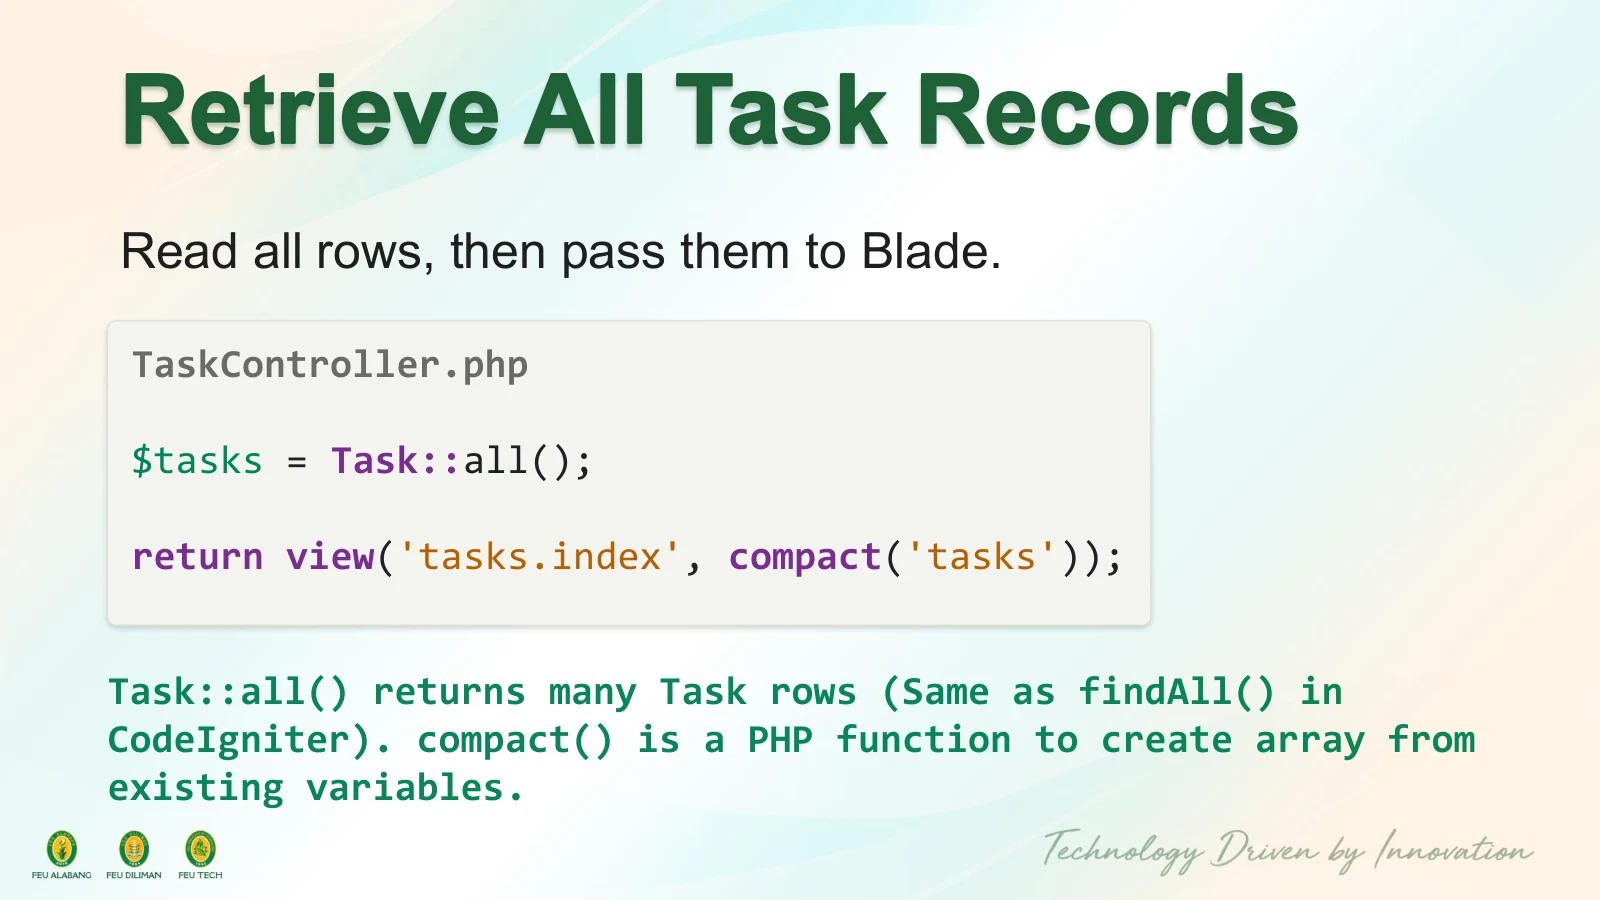 Retrieve All Task Records
Read all rows, then pass them to Blade.
TaskController.php
$tasks = Task::all();
return view('tasks.index', compact('tasks'));
Task::all() returns many Task rows (Same as findAll() in
CodeIgniter). compact() is a PHP function to create array from
existing variables.
FEU ALABANG FEU DILIMAN FEU TECH
Technology Driven by Innovation